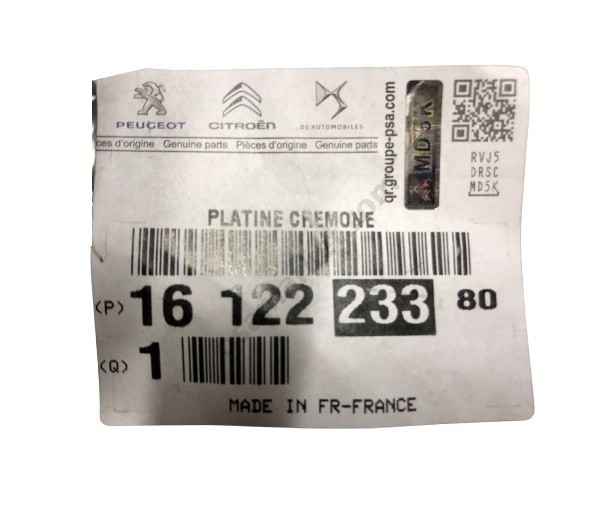 PEUGEOT CITROËN DS AUTOMOBILES
ces d'origine Genuine parts Pièces d'origine Genuine parts
qr.groupe-psa.com
MD5K
RVJ5
DRSC
MD5K
PLATINE CREMONE
(P) 16 122 233 80
(Q) 1
MADE IN FR-FRANCE